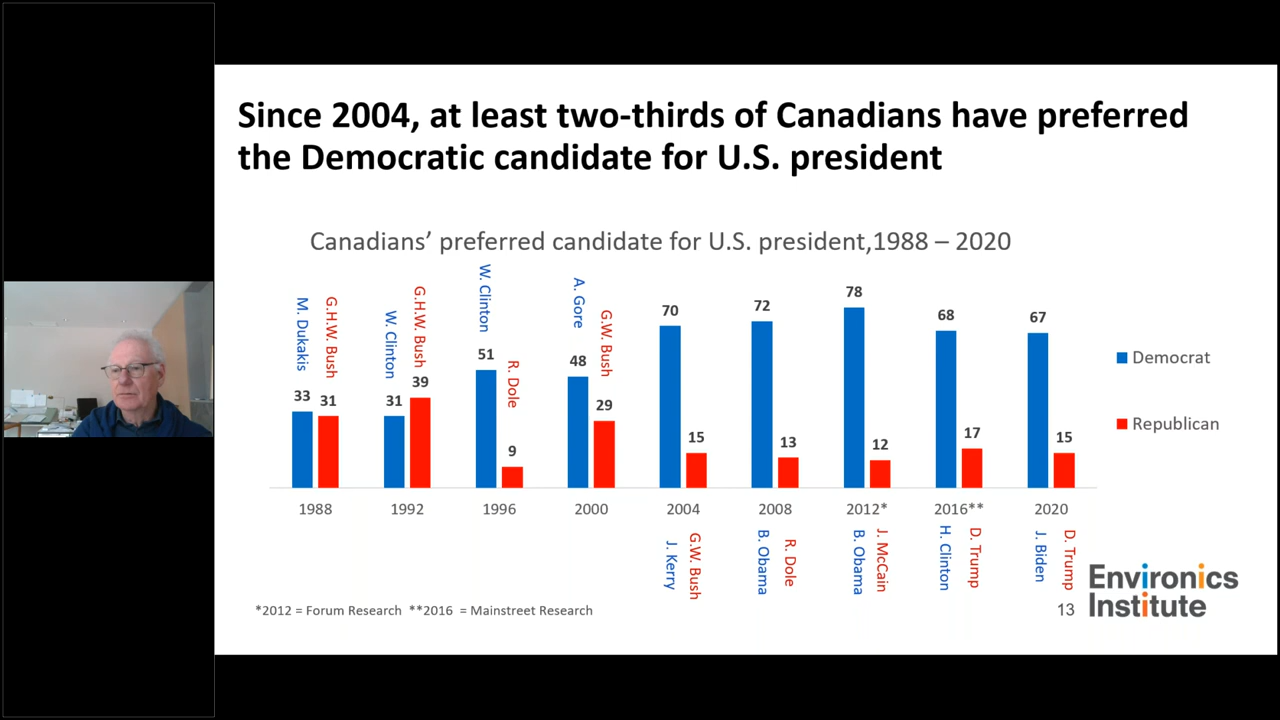 Since 2004, at least two-thirds of Canadians have preferred
the Democratic candidate for U.S. president
Canadians’ preferred candidate for U.S. president,1988 – 2020
M. Dukakis
G.H.W. Bush
W. Clinton
G.H.W. Bush
W. Clinton
R. Dole
A. Gore
G.W. Bush
33
31
31
39
51
9
48
29
70
15
72
13
78
12
68
17
67
15
Democrat
Republican
1988
1992
1996
2000
2004
2008
2012*
2016**
2020
J. Kerry
G.W. Bush
B. Obama
R. Dole
B. Obama
J. McCain
H. Clinton
D. Trump
J. Biden
D. Trump
*2012 = Forum Research **2016 = Mainstreet Research
13
Environics
Institute